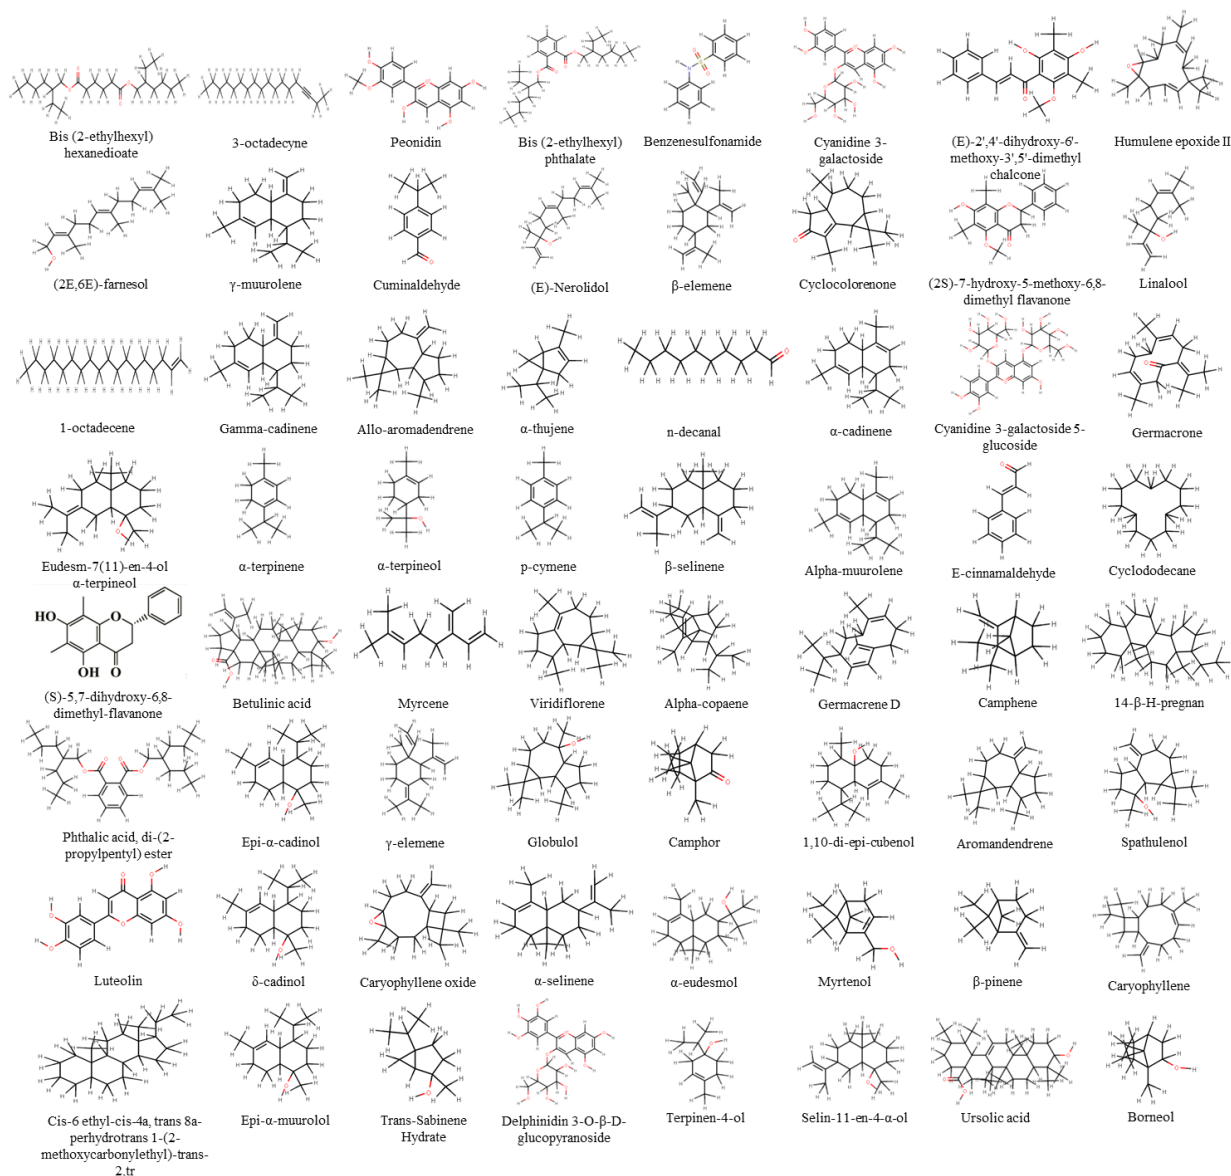 Bis (2-ethylhexyl)
hexanedioate
3-octadecyne
Peonidin
Bis (2-ethylhexyl)
phthalate
Benzenesulfonamide
Cyanidine 3-
galactoside
(E)-2',4'-dihydroxy-6'-
methoxy-3',5'-dimethyl
chalcone
Humulene epoxide II
(2E,6E)-farnesol
γ-muurolene
Cuminaldehyde
(E)-Nerolidol
β-elemene
Cyclocolorenone
(2S)-7-hydroxy-5-methoxy-6,8-
dimethyl flavanone
Linalool
1-octadecene
Gamma-cadinene
Allo-aromadendrene
α-thujene
n-decanal
α-cadinene
Cyanidine 3-galactoside 5-
glucoside
Germacrone
Eudesm-7(11)-en-4-ol
α-terpineol
α-terpinene
α-terpineol
p-cymene
β-selinene
Alpha-muurolene
E-cinnamaldehyde
Cyclododecane
HO
O
OH
O
(S)-5,7-dihydroxy-6,8-
dimethyl-flavanone
Betulinic acid
Myrcene
Viridiflorene
Alpha-copaene
Germacrene D
Camphene
14-β-H-pregnan
Phthalic acid, di-(2-
propylpentyl) ester
Epi-α-cadinol
γ-elemene
Globulol
Camphor
1,10-di-epi-cubenol
Aromandendrene
Spathulenol
Luteolin
δ-cadinol
Caryophyllene oxide
α-selinene
α-eudesmol
Myrtenol
β-pinene
Caryophyllene
Cis-6 ethyl-cis-4a, trans 8a-
perhydrotrans 1-(2-
methoxycarbonylethyl)-trans-
2,tr
Epi-α-muurolol
Trans-Sabinene
Hydrate
Delphinidin 3-O-β-D-
glucopyranoside
Terpinen-4-ol
Selin-11-en-4-α-ol
Ursolic acid
Borneol